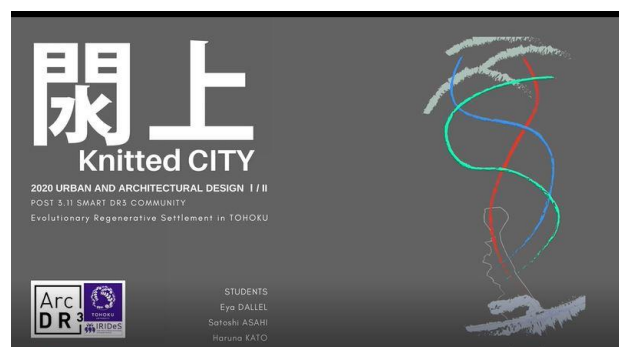 閖上
Knitted CITY
2020 URBAN AND ARCHITECTURAL DESIGN I / II
POST 3.11 SMART DR3 COMMUNITY
Evolutionary Regenerative Settlement in TOHOKU
Arc
DR³
TOHOKU
IRIDeS
STUDENTS
Eya DALLEL
Satoshi ASAHI
Haruna KATO